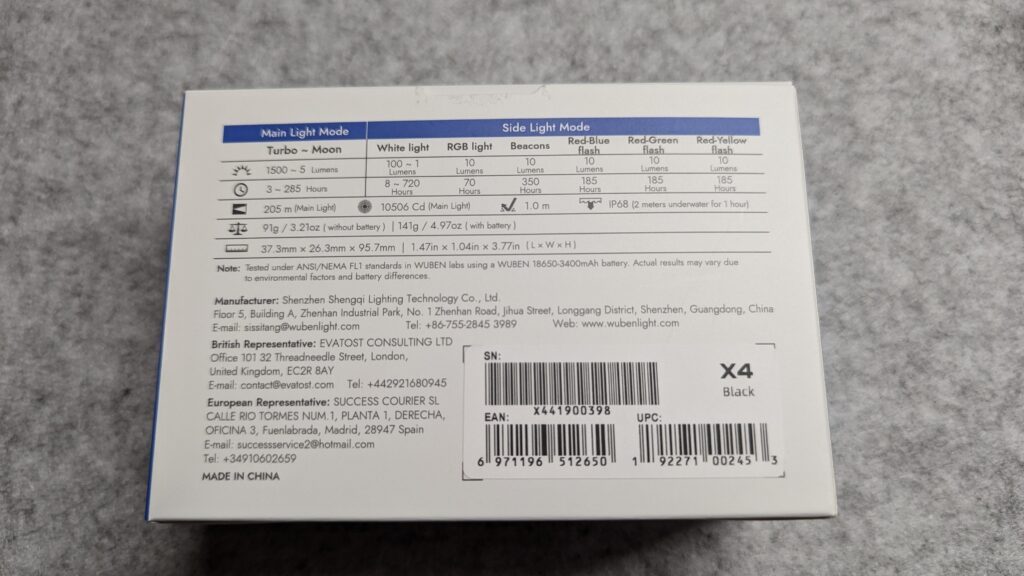 Main Light Mode Side Light Mode
Turbo ~ Moon White light RGB light Beacons Red-Blue flash Red-Green flash Red-Yellow flash
1500 ~ 5 Lumens 100 ~ 1 Lumens 10 Lumens 10 Lumens 10 Lumens 10 Lumens 10 Lumens
3 ~ 285 Hours 8 ~ 720 Hours 70 Hours 350 Hours 185 Hours 185 Hours 185 Hours
205 m (Main Light) 10506 Cd (Main Light) 1.0 m IP68 (2 meters underwater for 1 hour)
91g / 3.21oz ( without battery ) | 141g / 4.97oz ( with battery )
37.3mm × 26.3mm × 95.7mm | 1.47in × 1.04in × 3.77in ( L × W × H )
Note: Tested under ANSI/NEMA FL1 standards in WUBEN labs using a WUBEN 18650-3400mAh battery. Actual results may vary due
to environmental factors and battery differences.
Manufacturer: Shenzhen Shengqi Lighting Technology Co., Ltd.
Floor 5, Building A, Zhenhan Industrial Park, No. 1 Zhenhan Road, Jihua Street, Longgang District, Shenzhen, Guangdong, China
E-mail: sissitang@wubenlight.com Tel: +86-755-2845 3989 Web: www.wubenlight.com
British Representative: EVATOST CONSULTING LTD
Office 101 32 Threadneedle Street, London,
United Kingdom, EC2R 8AY
E-mail: contact@evatost.com Tel: +442921680945
European Representative: SUCCESS COURIER SL
CALLE RIO TORMES NUM.1, PLANTA 1, DERECHA,
OFICINA 3, Fuenlabrada, Madrid, 28947 Spain
E-mail: successservice2@hotmail.com
Tel: +34910602659
MADE IN CHINA
SN:
X441900398
X4
Black
EAN:
6 971196 512650
UPC:
1 92271 00245 3